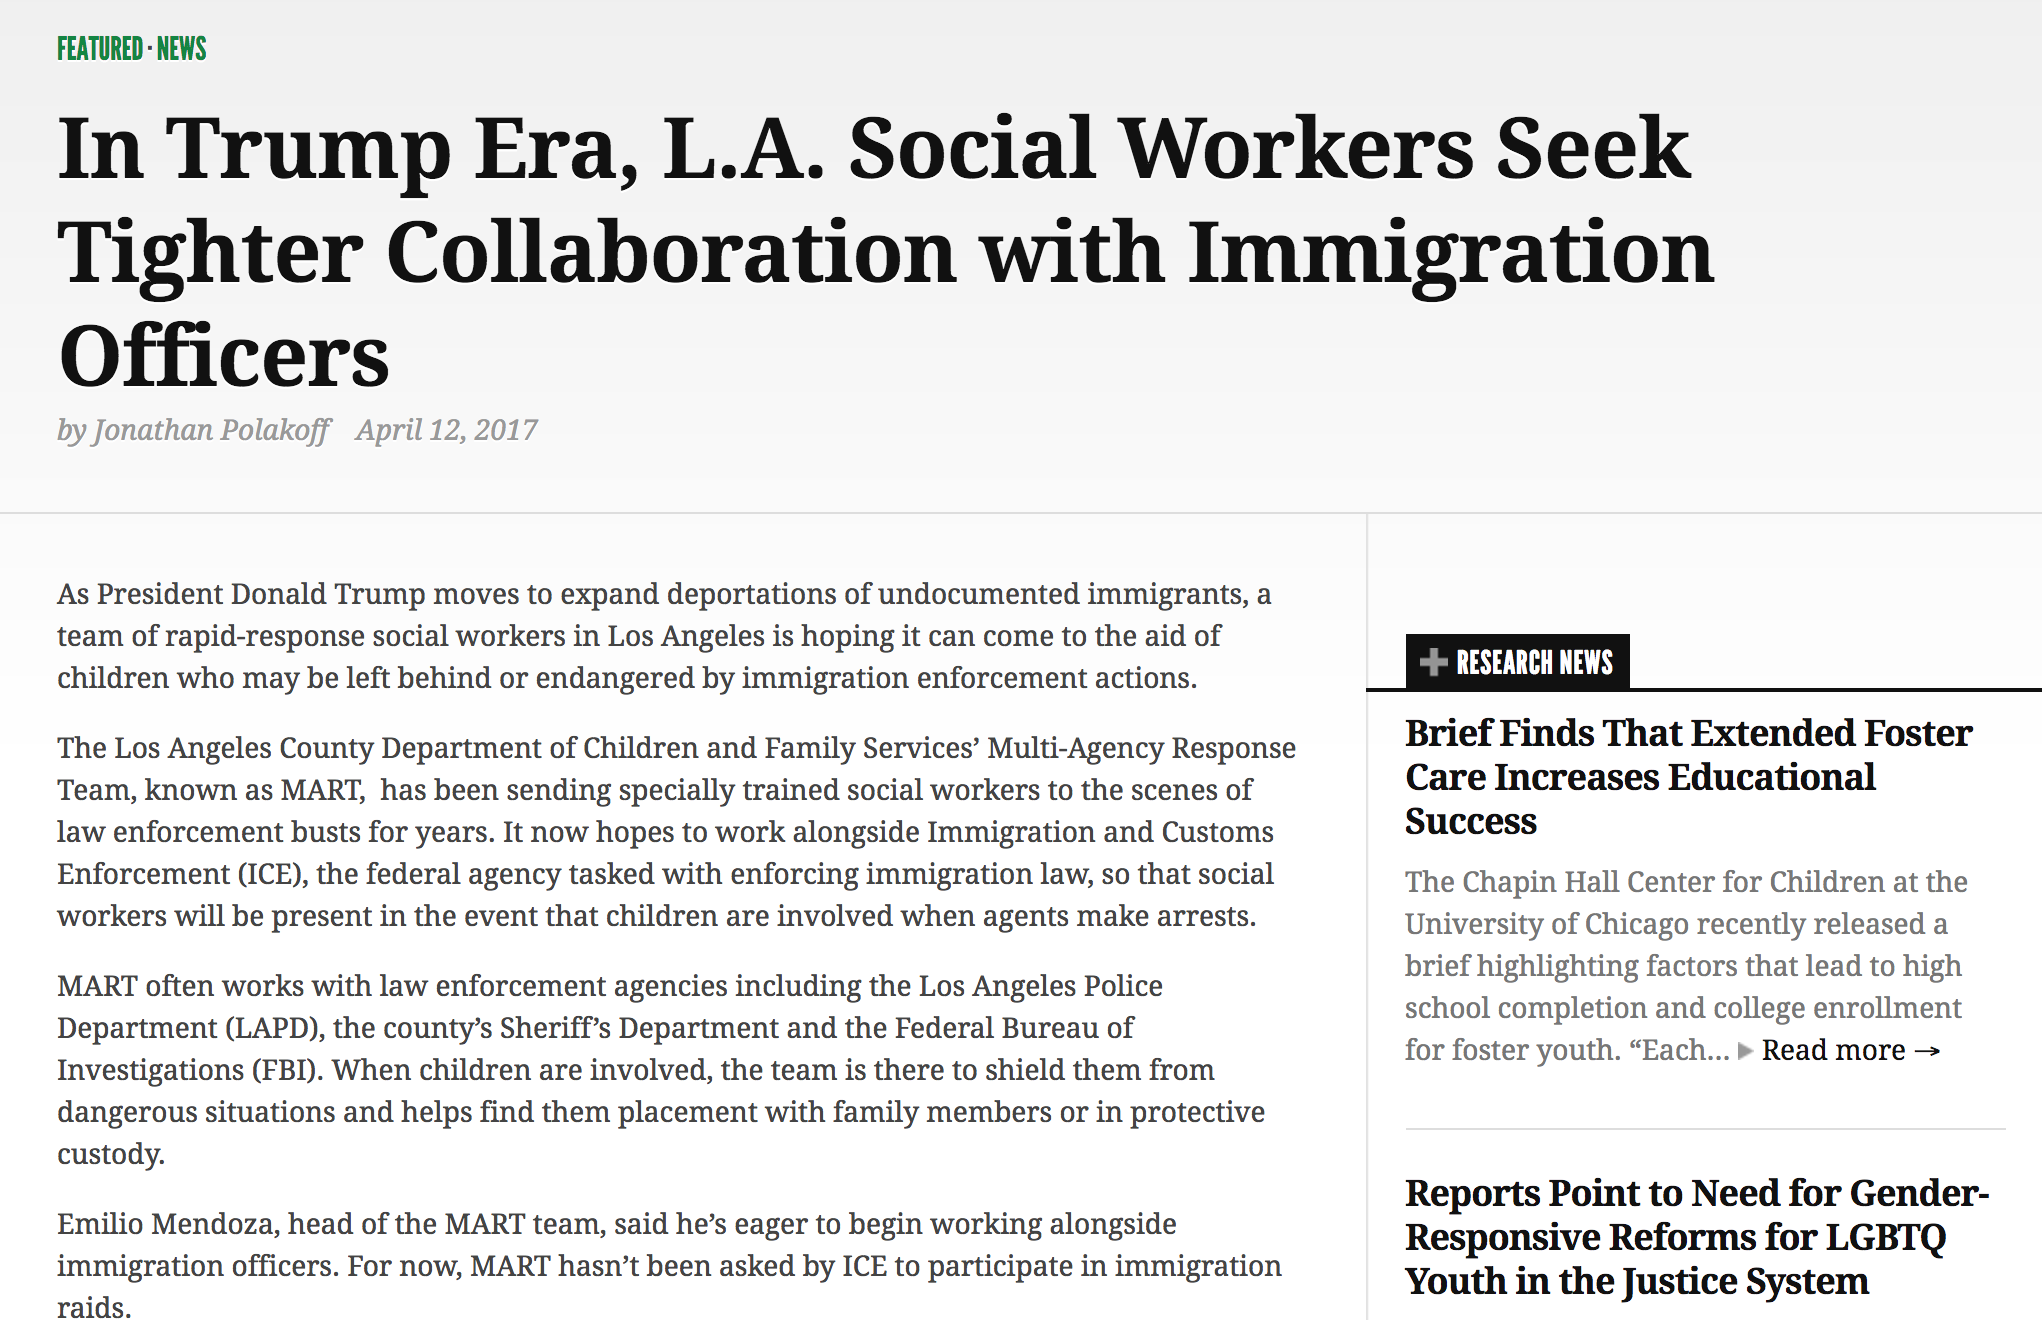 FEATURED · NEWS
In Trump Era, L.A. Social Workers Seek
Tighter Collaboration with Immigration
Officers
by Jonathan Polakoff April 12, 2017
As President Donald Trump moves to expand deportations of undocumented immigrants, a
team of rapid-response social workers in Los Angeles is hoping it can come to the aid of
children who may be left behind or endangered by immigration enforcement actions.
The Los Angeles County Department of Children and Family Services’ Multi-Agency Response
Team, known as MART,  has been sending specially trained social workers to the scenes of
law enforcement busts for years. It now hopes to work alongside Immigration and Customs
Enforcement (ICE), the federal agency tasked with enforcing immigration law, so that social
workers will be present in the event that children are involved when agents make arrests.
MART often works with law enforcement agencies including the Los Angeles Police
Department (LAPD), the county’s Sheriff’s Department and the Federal Bureau of
Investigations (FBI). When children are involved, the team is there to shield them from
dangerous situations and helps find them placement with family members or in protective
custody.
Emilio Mendoza, head of the MART team, said he’s eager to begin working alongside
immigration officers. For now, MART hasn’t been asked by ICE to participate in immigration
raids.
RESEARCH NEWS
Brief Finds That Extended Foster
Care Increases Educational
Success
The Chapin Hall Center for Children at the
University of Chicago recently released a
brief highlighting factors that lead to high
school completion and college enrollment
for foster youth. “Each... Read more →
Reports Point to Need for Gender-
Responsive Reforms for LGBTQ
Youth in the Justice System